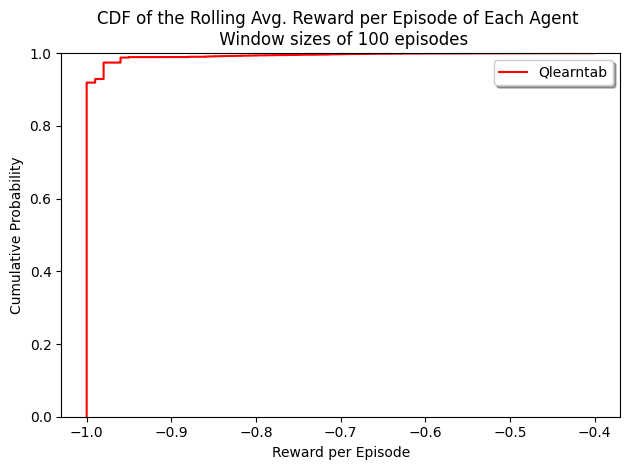 CDF of the Rolling Avg. Reward per Episode of Each Agent
Window sizes of 100 episodes
Qlearntab
Cumulative Probability
1.0
0.8
0.6
0.4
0.2
0.0
−1.0 −0.9 −0.8 −0.7 −0.6 −0.5 −0.4
Reward per Episode